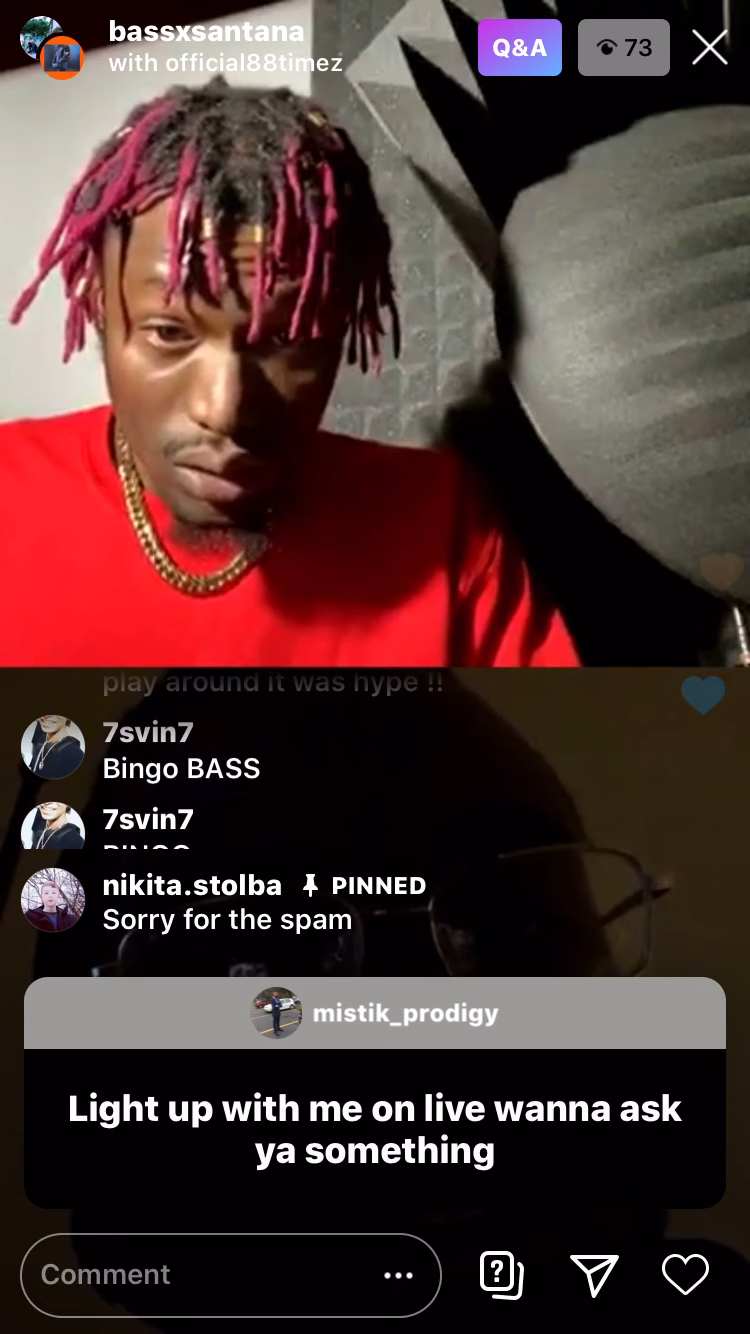 bassxsantana
with official88timez
Q&A
73
play around it was hype !!
7svin7
Bingo BASS
7svin7
BINGO
nikita.stolba PINNED
Sorry for the spam
mistik_prodigy
Light up with me on live wanna ask
ya something
Comment